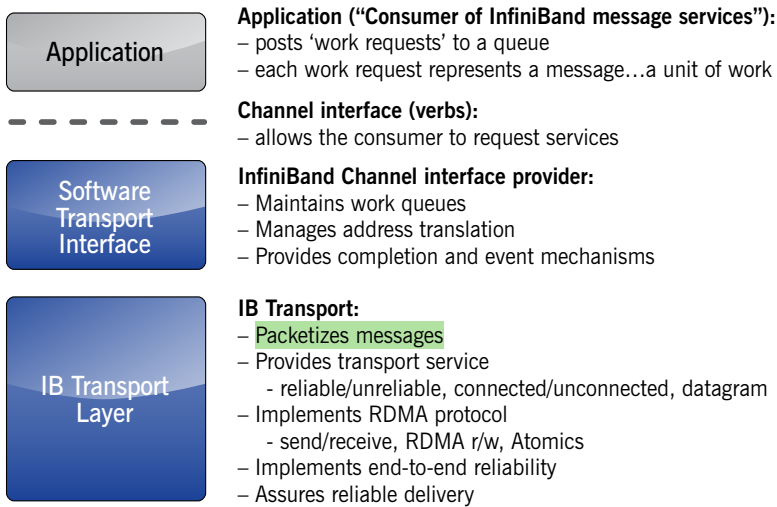 Application
Application (“Consumer of InfiniBand message services”):
– posts ‘work requests’ to a queue
– each work request represents a message…a unit of work
Channel interface (verbs):
– allows the consumer to request services
Software
Transport
Interface
InfiniBand Channel interface provider:
– Maintains work queues
– Manages address translation
– Provides completion and event mechanisms
IB Transport
Layer
IB Transport:
– Packetizes messages
– Provides transport service
- reliable/unreliable, connected/unconnected, datagram
– Implements RDMA protocol
- send/receive, RDMA r/w, Atomics
– Implements end-to-end reliability
– Assures reliable delivery